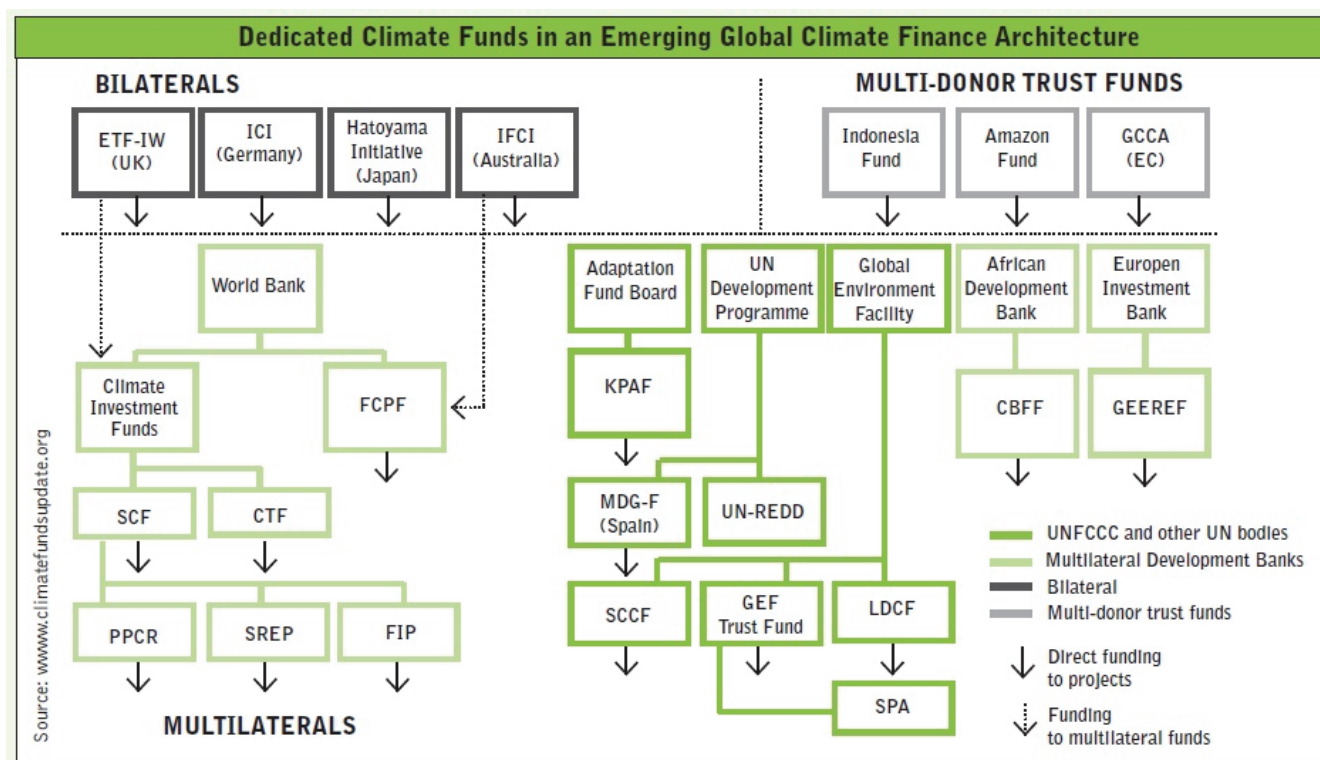 Dedicated Climate Funds in an Emerging Global Climate Finance Architecture
BILATERALS
MULTI-DONOR TRUST FUNDS
ETF-IW
(UK)
ICI
(Germany)
Hatoyama
Initiative
(Japan)
IFCI
(Australia)
Indonesia
Fund
Amazon
Fund
GCCA
(EC)
World Bank
Adaptation
Fund Board
UN
Development
Programme
Global
Environment
Facility
African
Development
Bank
Europen
Investment
Bank
Climate
Investment
Funds
FCPF
KPAF
CBFF
GEEREF
SCF
CTF
MDG-F
(Spain)
UN-REDD
PPCR
SREP
FIP
SCCF
GEF
Trust Fund
LDCF
SPA
MULTILATERALS
UNFCCC and other UN bodies
Multilateral Development Banks
Bilateral
Multi-donor trust funds
Direct funding
to projects
Funding
to multilateral funds
Source: wwwww.climatefundsupdate.org